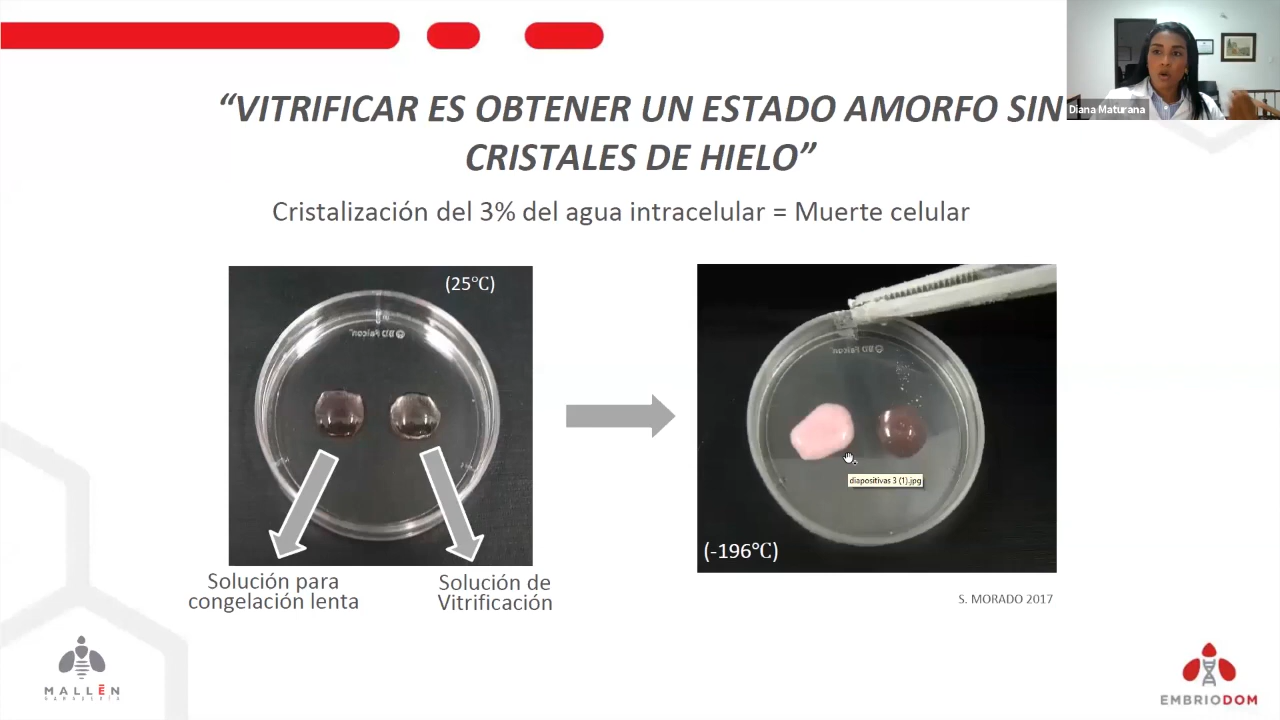 “VITRIFICAR ES OBTENER UN ESTADO AMORFO SIN
CRISTALES DE HIELO”
Diana Maturana
Cristalización del 3% del agua intracelular = Muerte celular
(25°C)
diapositivas 3 (1).jpg
(-196°C)
Solución para
congelación lenta
Solución de
Vitrificación
S. MORADO 2017
MALLĒN
EMBRIODOM